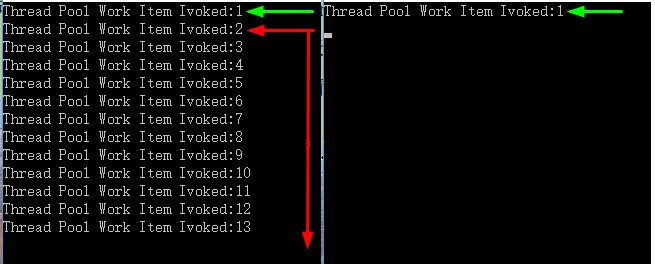 Thread Pool Work Item Ivoked:1
Thread Pool Work Item Ivoked:2
Thread Pool Work Item Ivoked:3
Thread Pool Work Item Ivoked:4
Thread Pool Work Item Ivoked:5
Thread Pool Work Item Ivoked:6
Thread Pool Work Item Ivoked:7
Thread Pool Work Item Ivoked:8
Thread Pool Work Item Ivoked:9
Thread Pool Work Item Ivoked:10
Thread Pool Work Item Ivoked:11
Thread Pool Work Item Ivoked:12
Thread Pool Work Item Ivoked:13
Thread Pool Work Item Ivoked:1